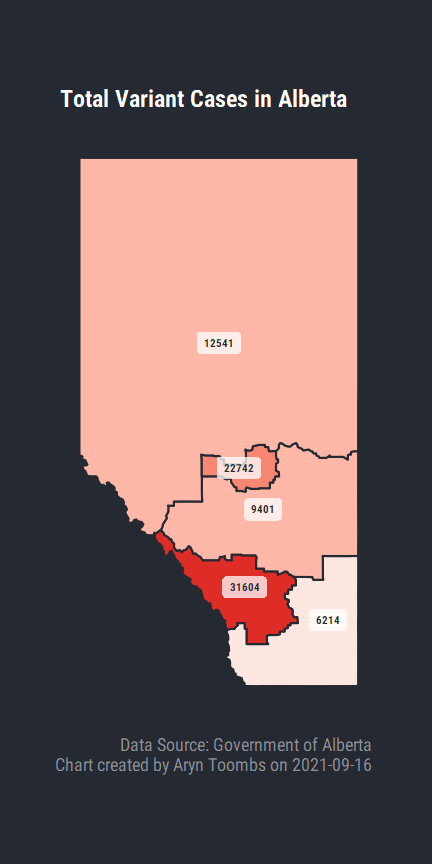 Total Variant Cases in Alberta
12541
22742
9401
31604
6214
Data Source: Government of Alberta
Chart created by Aryn Toombs on 2021-09-16